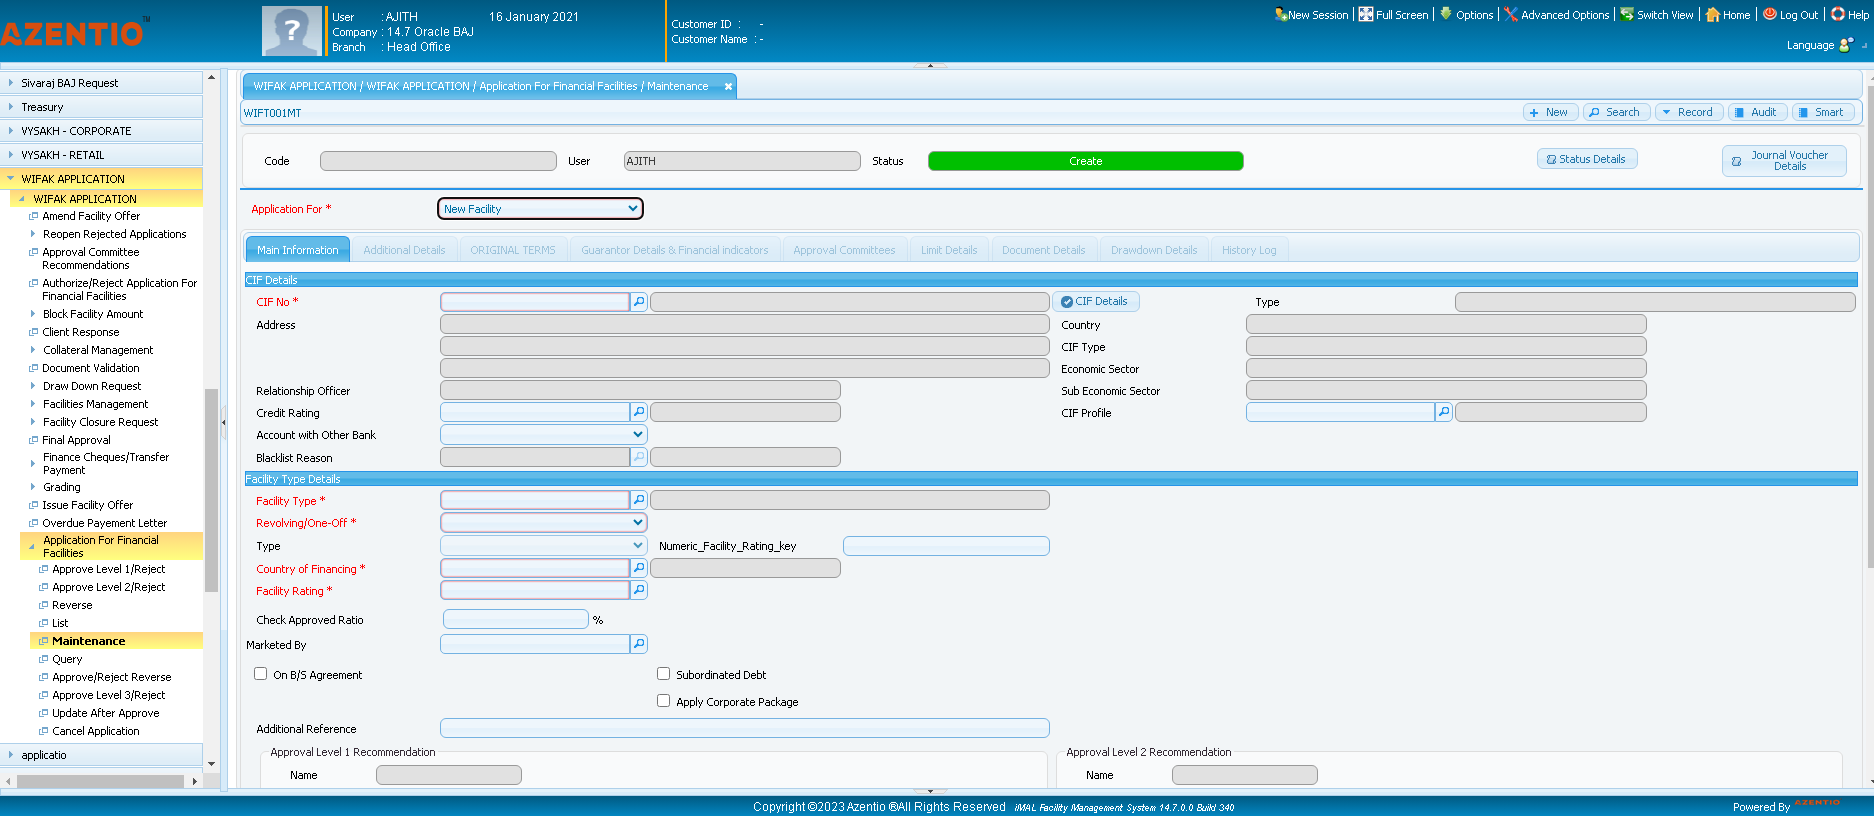 AZENTIO™
User : AJITH 16 January 2021
Company : 14.7 Oracle BAJ
Branch : Head Office
Customer ID : -
Customer Name : -
New Session
Full Screen
Options
Advanced Options
Switch View
Home
Log Out
Help
Language
Sivaraj BAJ Request
Treasury
VYSAKH - CORPORATE
VYSAKH - RETAIL
WIFAK APPLICATION
WIFAK APPLICATION
Amend Facility Offer
Reopen Rejected Applications
Approval Committee
Recommendations
Authorize/Reject Application For
Financial Facilities
Block Facility Amount
Client Response
Collateral Management
Document Validation
Draw Down Request
Facilities Management
Facility Closure Request
Final Approval
Finance Cheques/Transfer
Payment
Grading
Issue Facility Offer
Overdue Payement Letter
Application For Financial
Facilities
Approve Level 1/Reject
Approve Level 2/Reject
Reverse
List
Maintenance
Query
Approve/Reject Reverse
Approve Level 3/Reject
Update After Approve
Cancel Application
applicatio
WIFAK APPLICATION / WIFAK APPLICATION / Application For Financial Facilities / Maintenance
WIFT001MT
New
Search
Record
Audit
Smart
Code
User AJITH
Status Create
Status Details
Journal Voucher
Details
Application For * New Facility
Main Information
Additional Details
ORIGINAL TERMS
Guarantor Details & Financial indicators
Approval Committees
Limit Details
Document Details
Drawdown Details
History Log
CIF Details
CIF No *
CIF Details
Type
Address
Country
CIF Type
Economic Sector
Relationship Officer
Sub Economic Sector
Credit Rating
CIF Profile
Account with Other Bank
Blacklist Reason
Facility Type Details
Facility Type *
Revolving/One-Off *
Type
Numeric_Facility_Rating_key
Country of Financing *
Facility Rating *
Check Approved Ratio %
Marketed By
On B/S Agreement
Subordinated Debt
Apply Corporate Package
Additional Reference
Approval Level 1 Recommendation
Name
Approval Level 2 Recommendation
Name
Copyright ©2023 Azentio ®All Rights Reserved iMAL Facility Management System 14.7.0.0 Build 340
Powered By AZENTIO